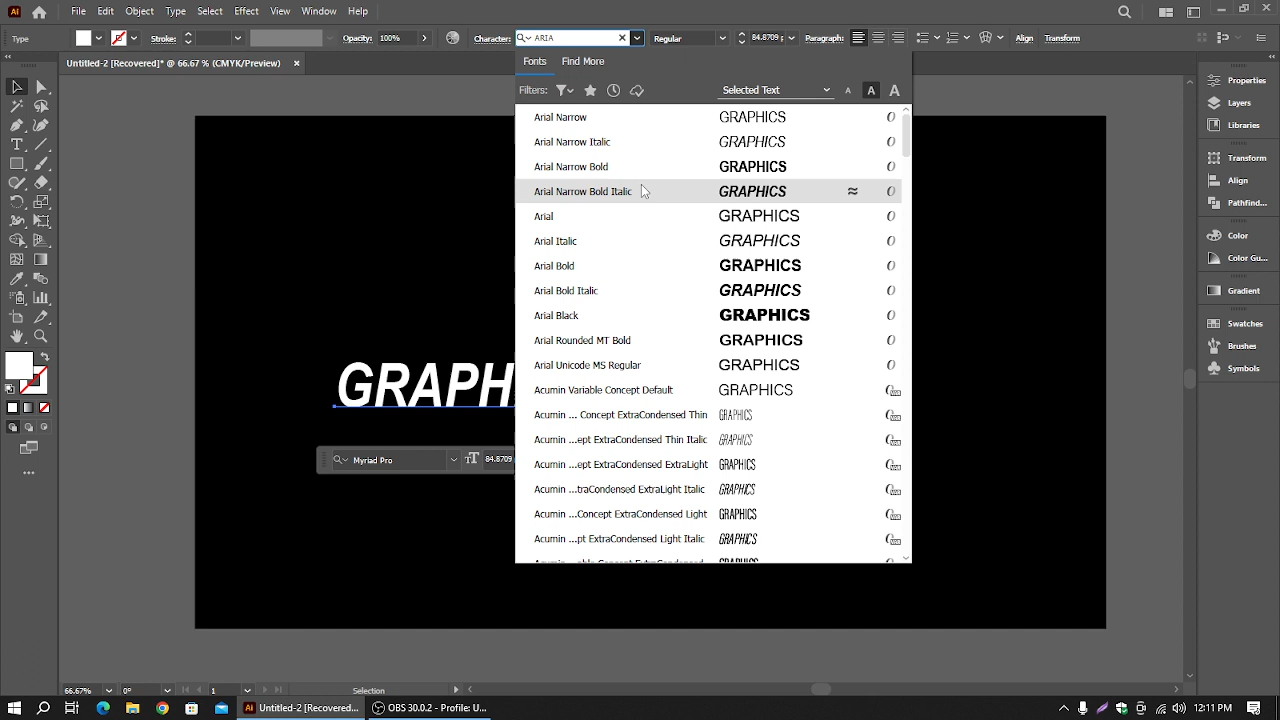 Ai File Edit Object Type Select Effect View Window Help
Type Stroke: Opacity: 100% Character: ARIA Regular 84.8709 Paragraph: Align Transform
Untitled-2 [Recovered]* @ 66.67 % (CMYK/Preview)
Fonts Find More
Filters: Selected Text A A A
Arial Narrow GRAPHICS
Arial Narrow Italic GRAPHICS
Arial Narrow Bold GRAPHICS
Arial Narrow Bold Italic GRAPHICS
Arial GRAPHICS
Arial Italic GRAPHICS
Arial Bold GRAPHICS
Arial Bold Italic GRAPHICS
Arial Black GRAPHICS
Arial Rounded MT Bold GRAPHICS
Arial Unicode MS Regular GRAPHICS
Acumin Variable Concept Default GRAPHICS
Acumin ... Concept ExtraCondensed Thin GRAPHICS
Acumin ...ept ExtraCondensed Thin Italic GRAPHICS
Acumin ...ept ExtraCondensed ExtraLight GRAPHICS
Acumin ...traCondensed ExtraLight Italic GRAPHICS
Acumin ...Concept ExtraCondensed Light GRAPHICS
Acumin ...pt ExtraCondensed Light Italic GRAPHICS
GRAPH
Myriad Pro 84.8709
Properties
Layers
Libraries
Transform
Align
Pathfind...
Color
Color Gu...
Gradient
Swatches
Brushes
Symbols
66.67% 0° 1 Selection
Untitled-2 [Recovered... OBS 30.0.2 - Profile: U... 12:11 PM